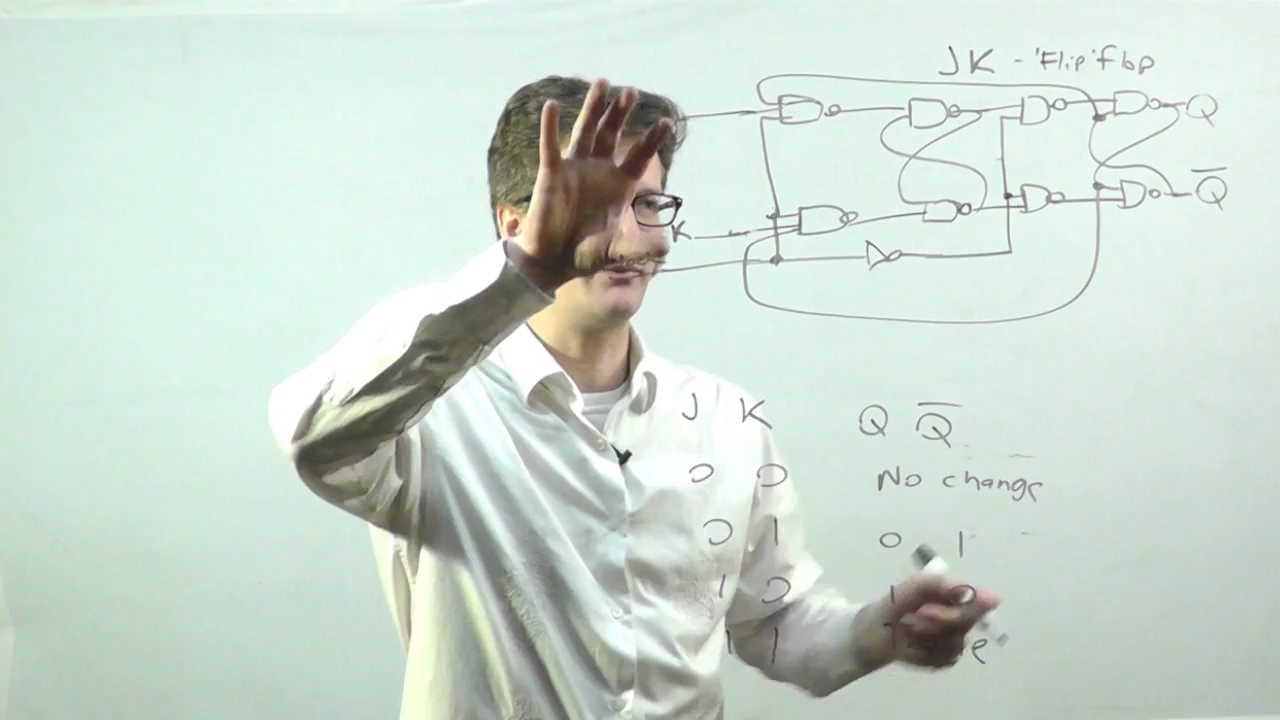 JK - 'Flip' flop
Q
K
Q̅
J K Q Q̅
0 0 No change
0 1 0 1
1 0 1 0
1 1